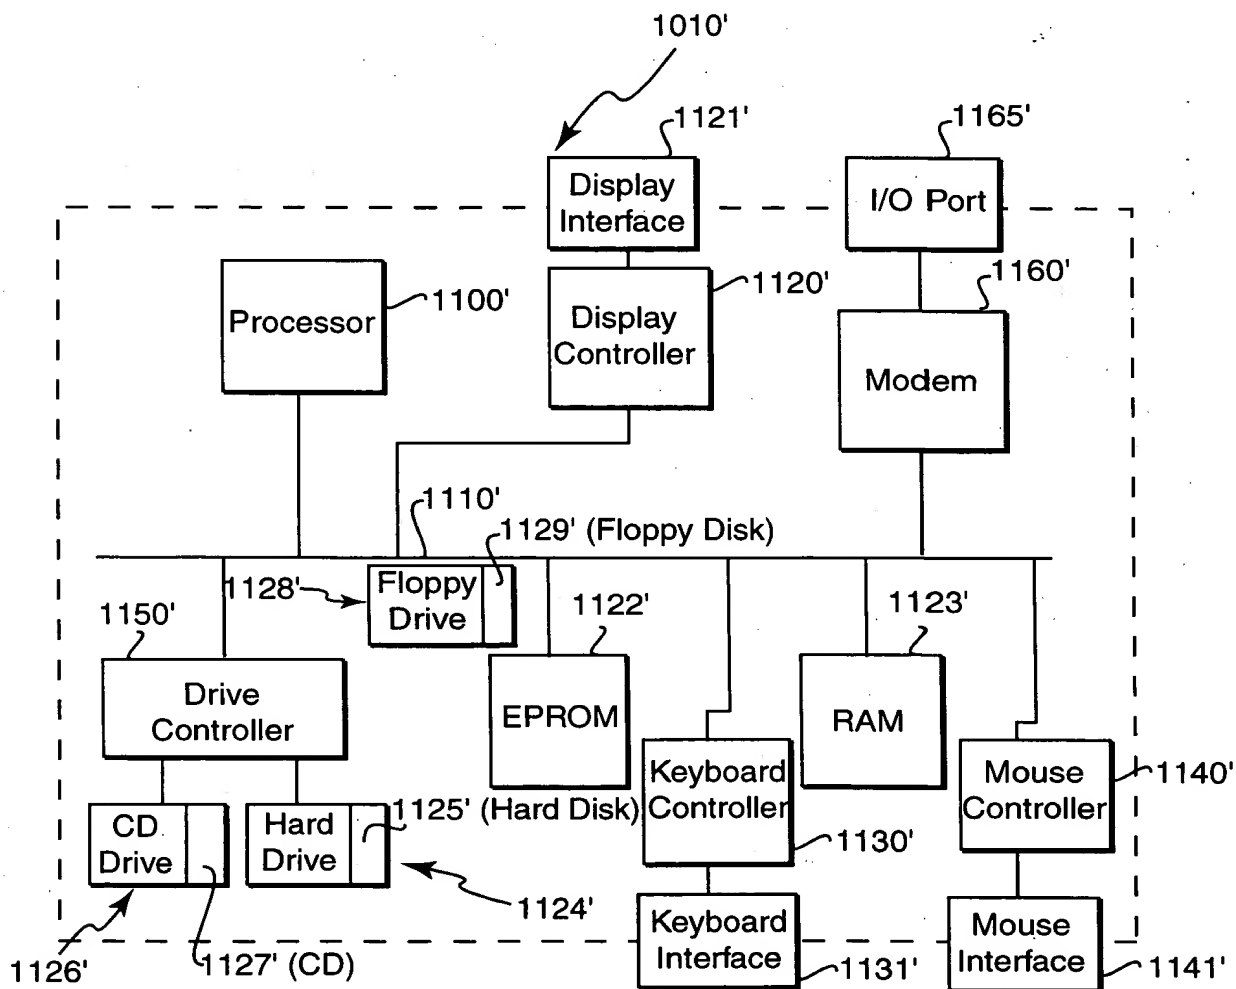 1010'
1121'
1165'
Display
Interface
I/O Port
1160'
1100'
1120'
Processor
Display
Controller
Modem
1110'
1129' (Floppy Disk)
1128'
Floppy
Drive
1150'
1122'
1123'
Drive
Controller
EPROM
RAM
Keyboard
Controller
Mouse
Controller
1140'
1125' (Hard Disk)
CD
Drive
Hard
Drive
1130'
1124'
Keyboard
Interface
Mouse
Interface
1126'
1127' (CD)
1131'
1141'